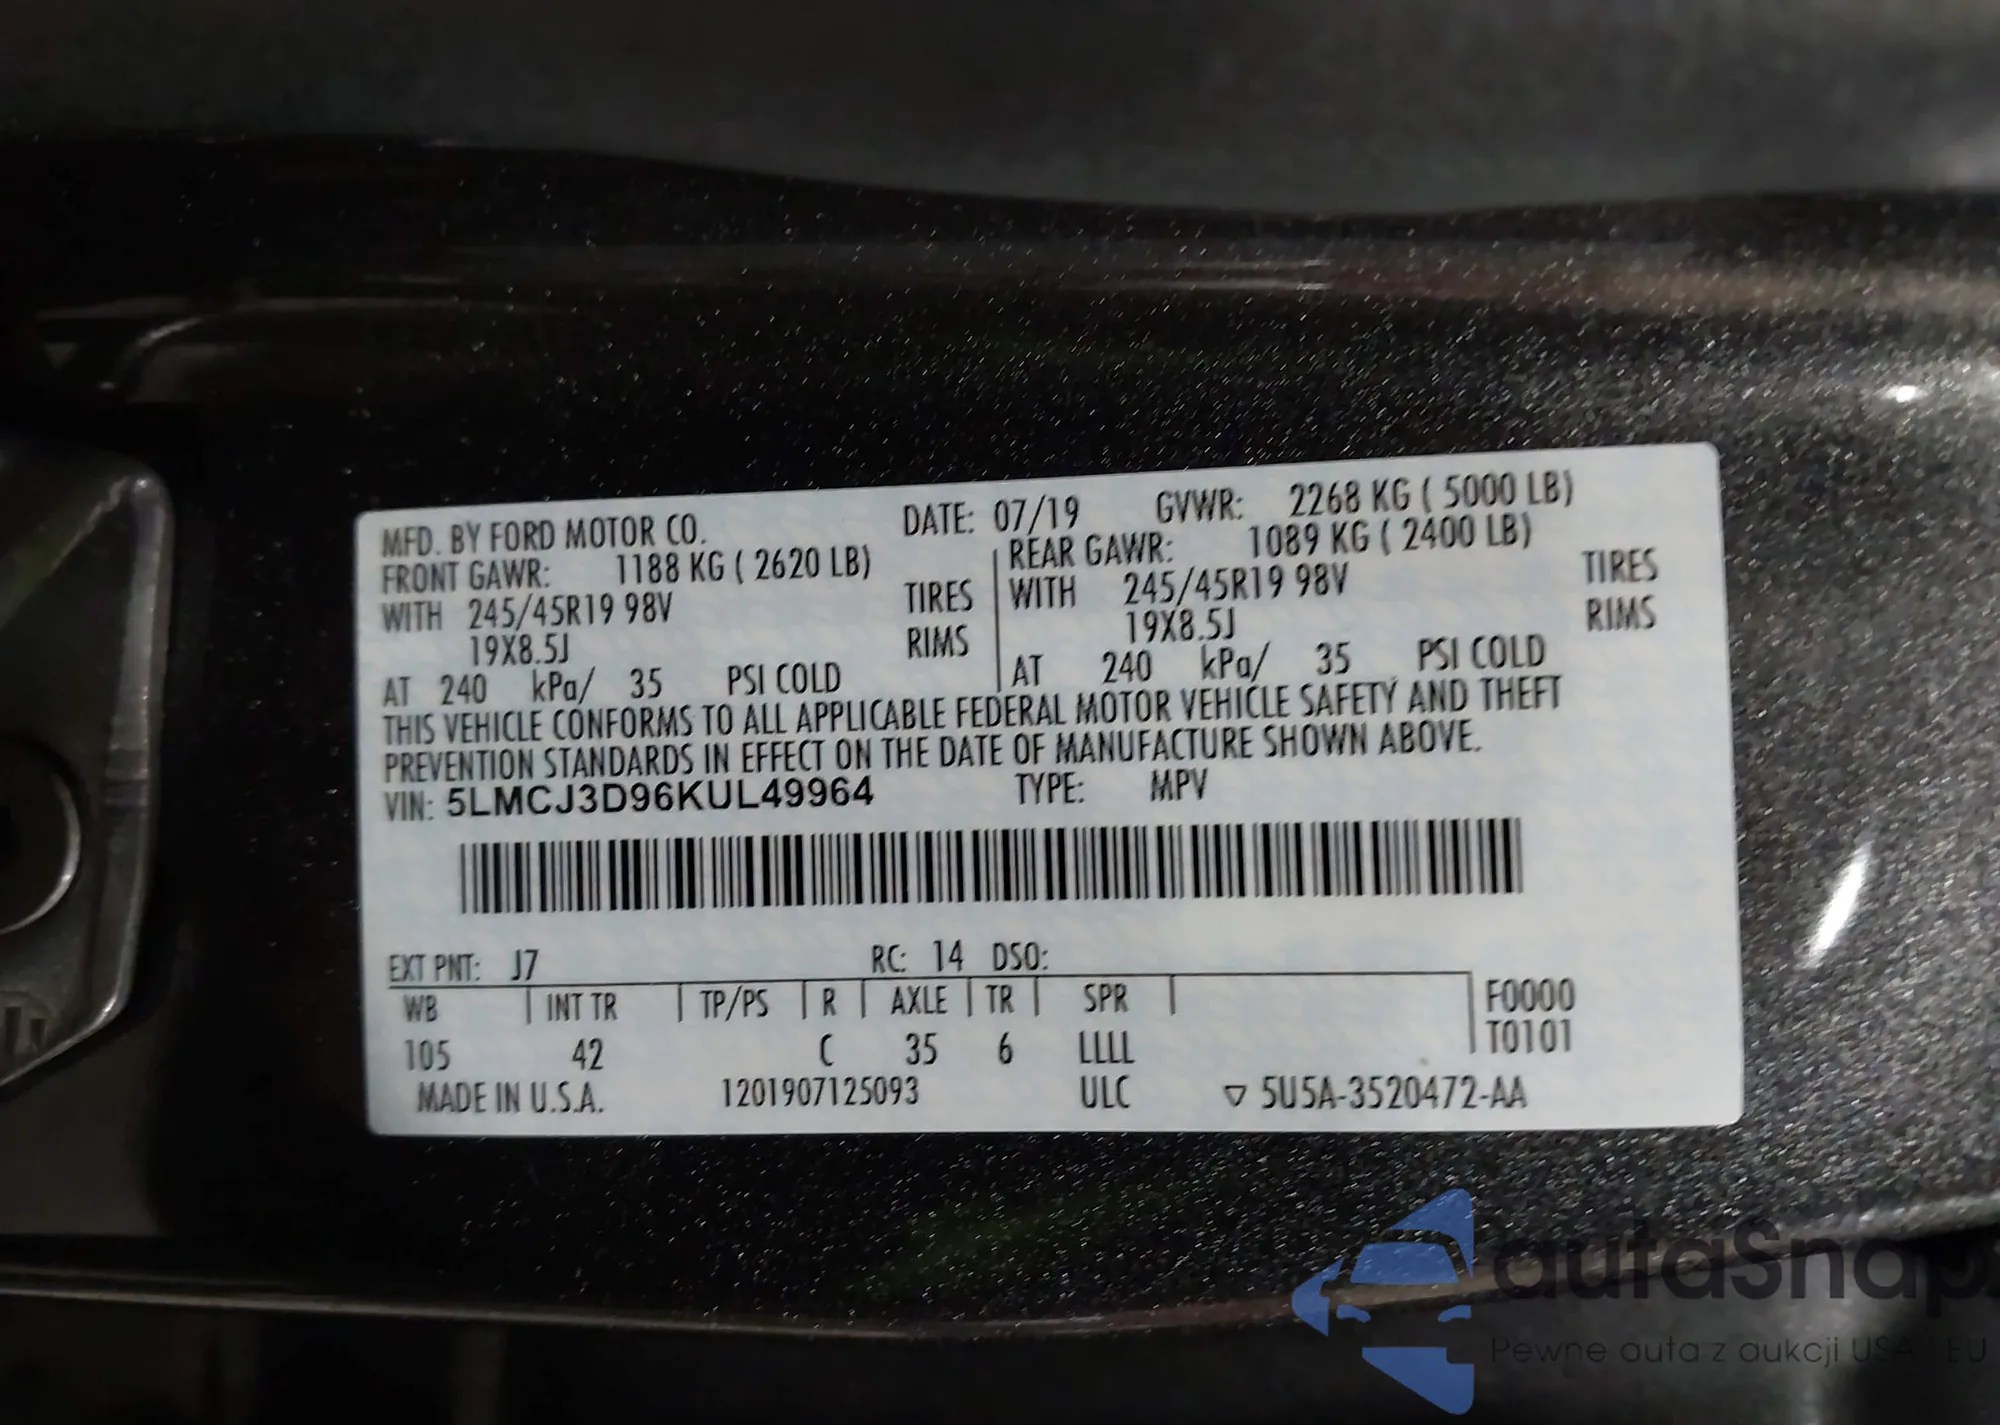 MFD. BY FORD MOTOR CO. DATE: 07/19 GVWR: 2268 KG ( 5000 LB)
FRONT GAWR: 1188 KG ( 2620 LB) REAR GAWR: 1089 KG ( 2400 LB)
WITH 245/45R19 98V TIRES WITH 245/45R19 98V TIRES
19X8.5J RIMS 19X8.5J RIMS
AT 240 kPa/ 35 PSI COLD AT 240 kPa/ 35 PSI COLD
THIS VEHICLE CONFORMS TO ALL APPLICABLE FEDERAL MOTOR VEHICLE SAFETY AND THEFT
PREVENTION STANDARDS IN EFFECT ON THE DATE OF MANUFACTURE SHOWN ABOVE.
VIN: 5LMCJ3D96KUL49964 TYPE: MPV
EXT PNT: J7 RC: 14 DSO:
WB INT TR TP/PS R AXLE TR SPR F0000
105 42 C 35 6 LLLL T0101
MADE IN U.S.A. 1201907125093 ULC ▽ 5U5A-3520472-AA
autaSnap
Pewne auta z aukcji USA EU